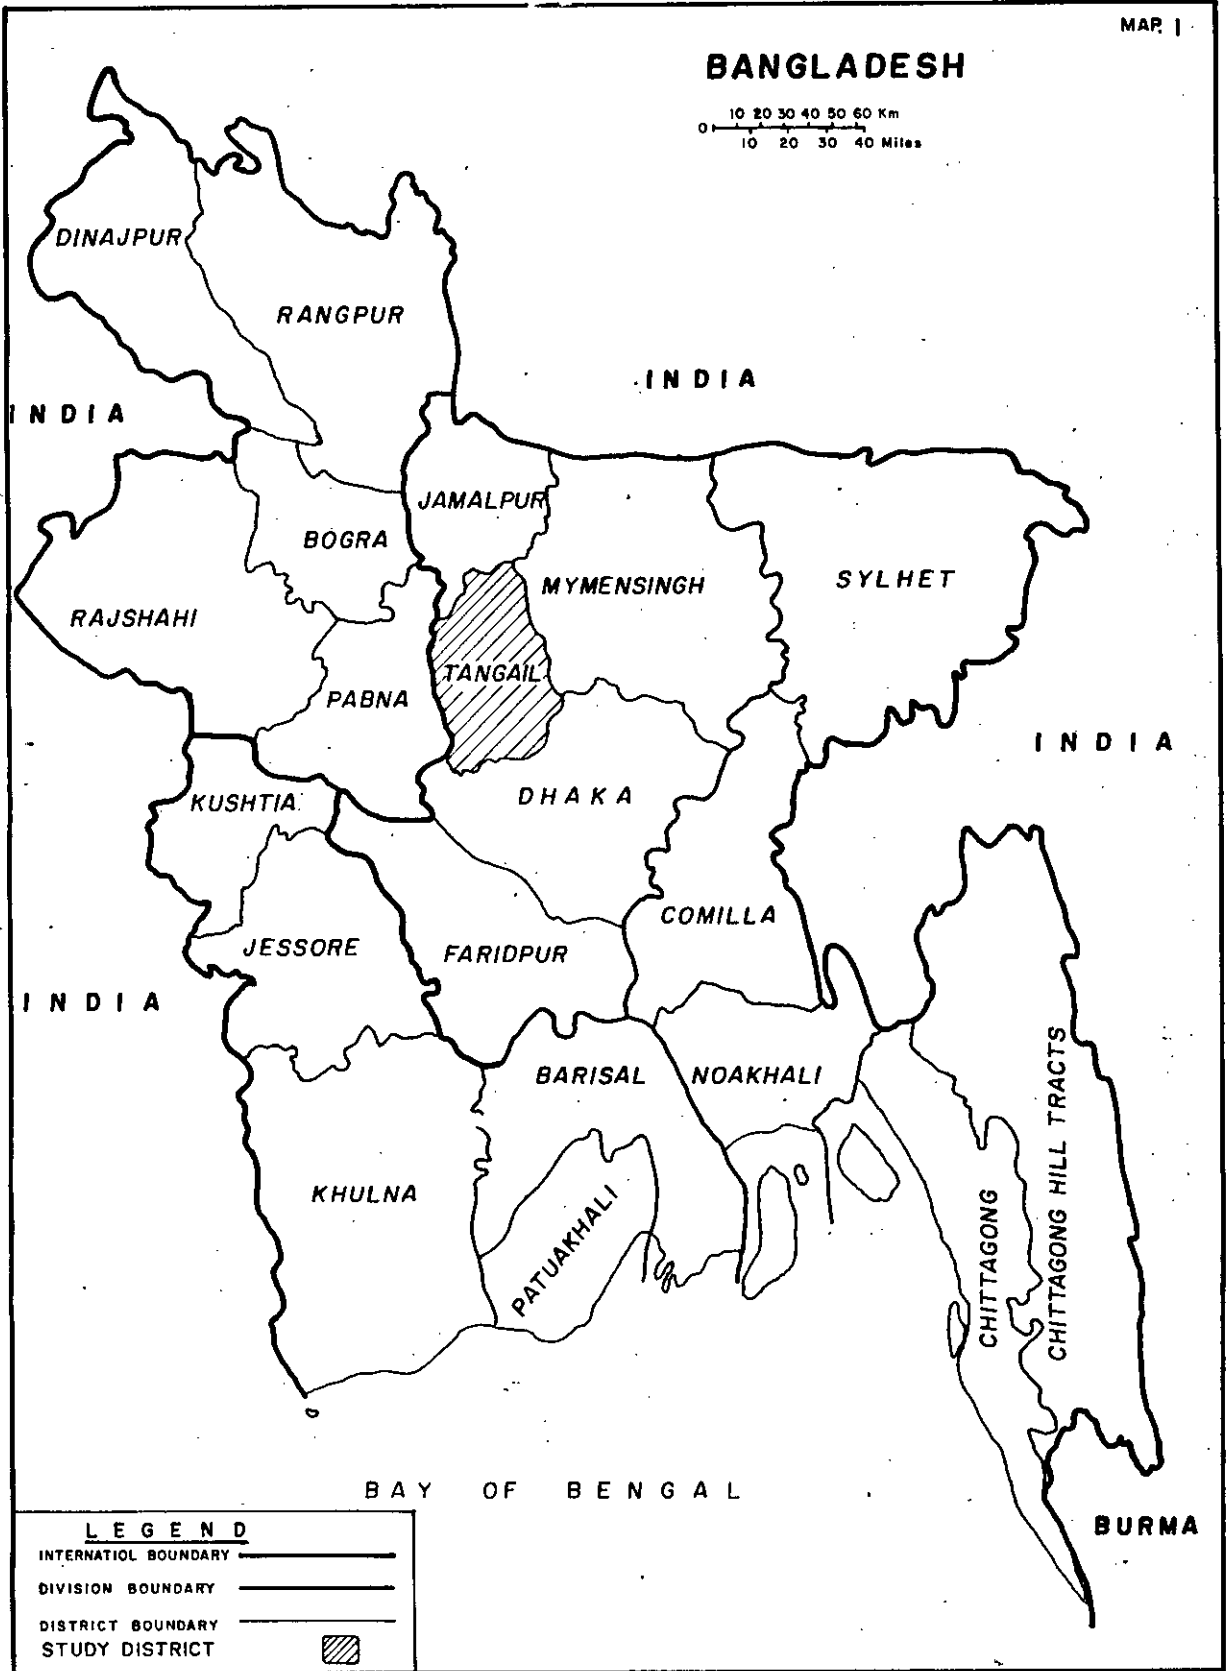 MAP. 1
BANGLADESH
10 20 30 40 50 60 Km
0
10 20 30 40 Miles
DINAJPUR
RANGPUR
INDIA
INDIA
JAMALPUR
BOGRA
MYMENSINGH
SYLHET
RAJSHAHI
TANGAIL
PABNA
INDIA
KUSHTIA
DHAKA
COMILLA
JESSORE
FARIDPUR
INDIA
BARISAL
NOAKHALI
KHULNA
PATUAKHALI
CHITTAGONG
CHITTAGONG HILL TRACTS
BAY OF BENGAL
BURMA
LEGEND
INTERNATIOL BOUNDARY
DIVISION BOUNDARY
DISTRICT BOUNDARY
STUDY DISTRICT